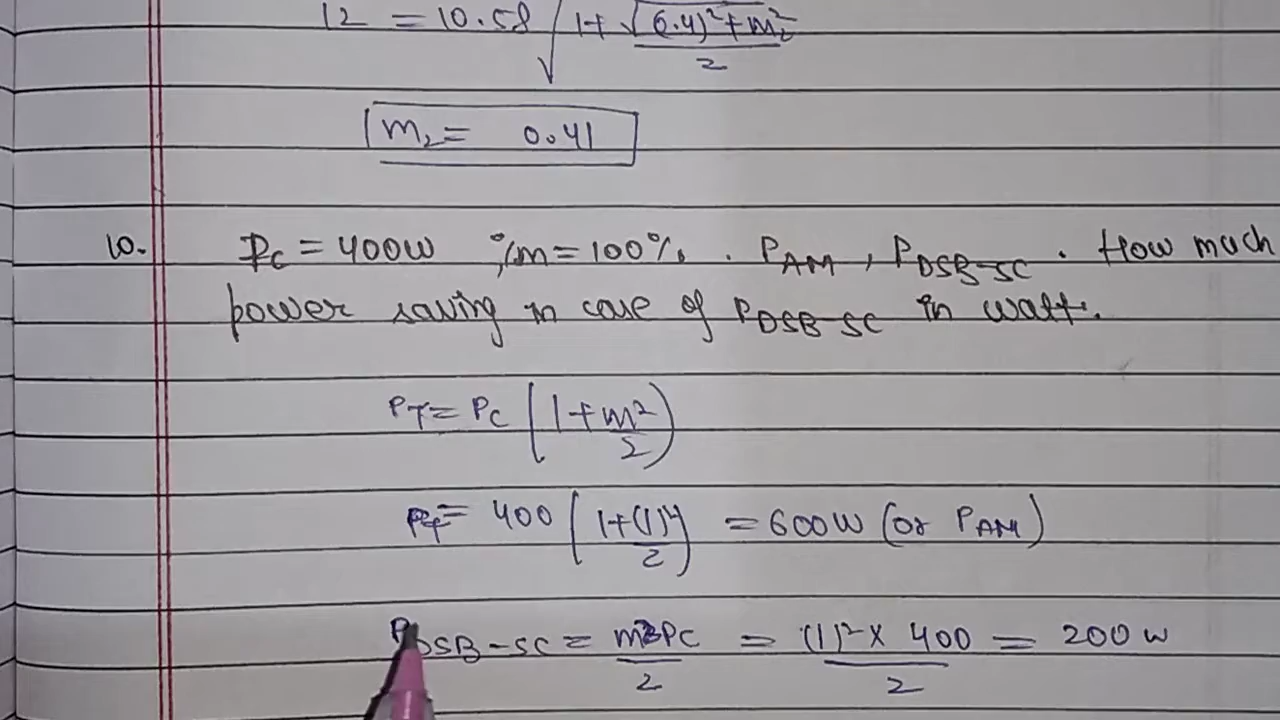 12 = 10.58 √1+ √(6.4)²+m₂² / 2
m₂ = 0.41
10. Pc = 400W %m = 100%. . PAM, PDSB-SC. How much
power saving in case of PDSB-SC in watt.
PT = Pc (1+m²/2)
PT = 400 (1+(1)²/2) = 600W (or PAM)
PDSB-SC = m²Pc/2 = (1)² x 400/2 = 200 W